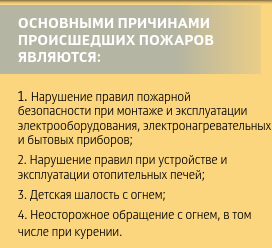 ОСНОВНЫМИ ПРИЧИНАМИ
ПРОИСШЕДШИХ ПОЖАРОВ
ЯВЛЯЮТСЯ:
1. Нарушение правил пожарной
безопасности при монтаже и эксплуатации
электрооборудования, электронагревательных
и бытовых приборов;
2. Нарушение правил при устройстве и
эксплуатации отопительных печей;
3. Детская шалость с огнем;
4. Неосторожное обращение с огнем, в том
числе при курении.